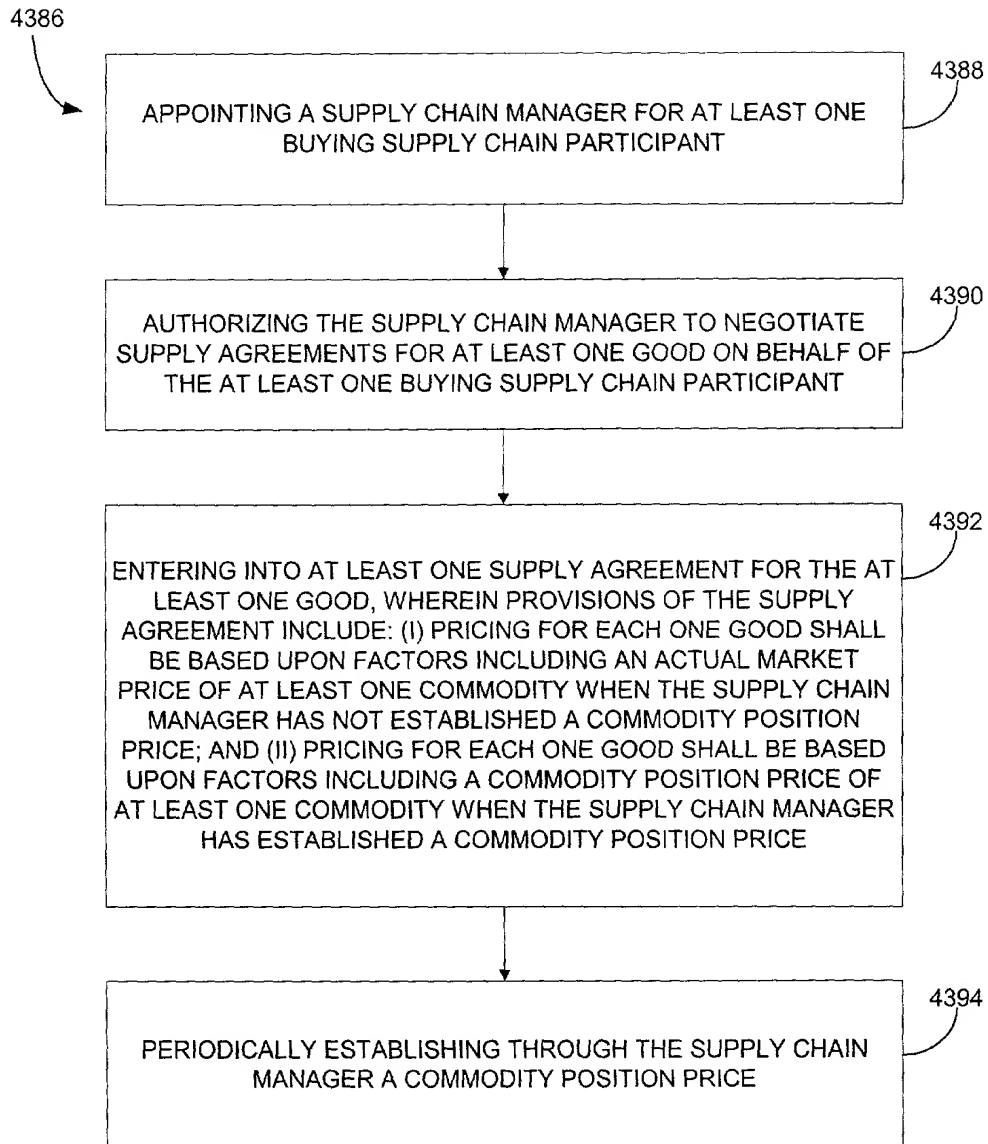 4386
4388
APPOINTING A SUPPLY CHAIN MANAGER FOR AT LEAST ONE
BUYING SUPPLY CHAIN PARTICIPANT
4390
AUTHORIZING THE SUPPLY CHAIN MANAGER TO NEGOTIATE
SUPPLY AGREEMENTS FOR AT LEAST ONE GOOD ON BEHALF OF
THE AT LEAST ONE BUYING SUPPLY CHAIN PARTICIPANT
4392
ENTERING INTO AT LEAST ONE SUPPLY AGREEMENT FOR THE AT
LEAST ONE GOOD, WHEREIN PROVISIONS OF THE SUPPLY
AGREEMENT INCLUDE: (I) PRICING FOR EACH ONE GOOD SHALL
BE BASED UPON FACTORS INCLUDING AN ACTUAL MARKET
PRICE OF AT LEAST ONE COMMODITY WHEN THE SUPPLY CHAIN
MANAGER HAS NOT ESTABLISHED A COMMODITY POSITION
PRICE; AND (II) PRICING FOR EACH ONE GOOD SHALL BE BASED
UPON FACTORS INCLUDING A COMMODITY POSITION PRICE OF
AT LEAST ONE COMMODITY WHEN THE SUPPLY CHAIN MANAGER
HAS ESTABLISHED A COMMODITY POSITION PRICE
4394
PERIODICALLY ESTABLISHING THROUGH THE SUPPLY CHAIN
MANAGER A COMMODITY POSITION PRICE